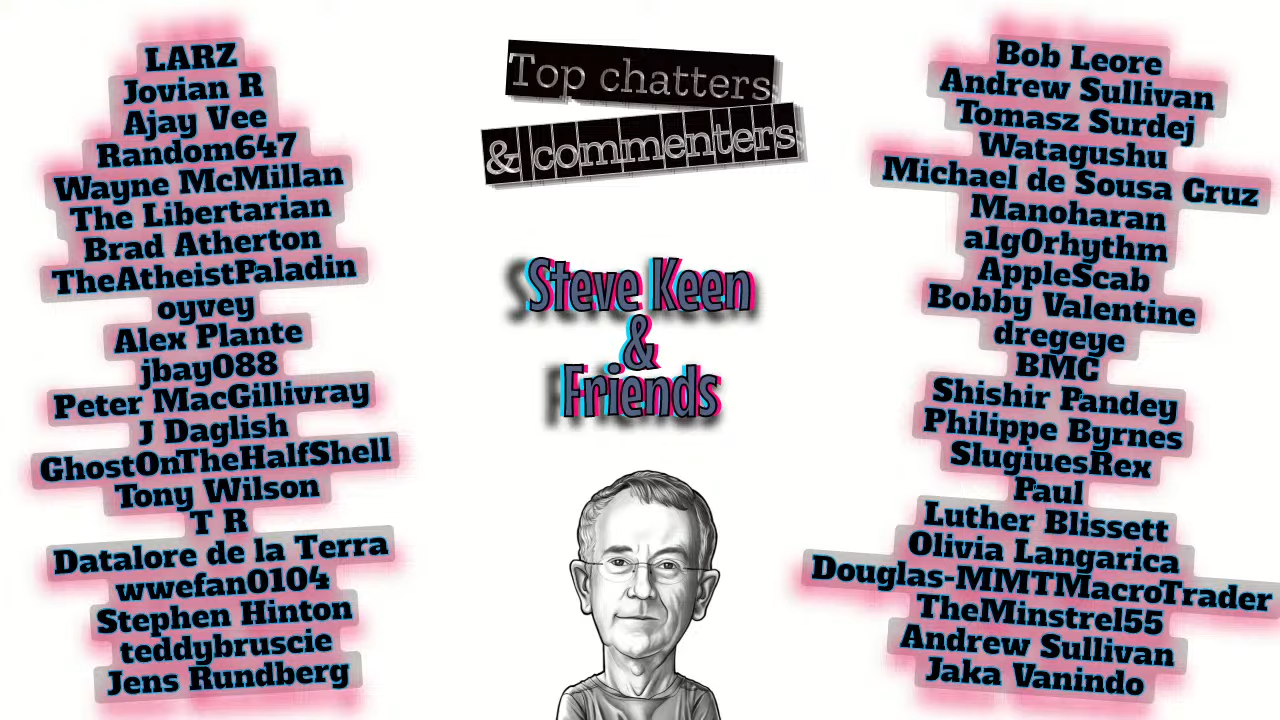 LARZ
Jovian R
Ajay Vee
Random647
Wayne McMillan
The Libertarian
Brad Atherton
TheAtheistPaladin
oyvey
Alex Plante
jbay088
Peter MacGillivray
J Daglish
GhostOnTheHalfShell
Tony Wilson
T R
Datalore de la Terra
wwefan0104
Stephen Hinton
teddybruscie
Jens Rundberg
Top chatters
& commenters
Steve Keen
&
Friends
Bob Leore
Andrew Sullivan
Tomasz Surdej
Watagushu
Michael de Sousa Cruz
Manoharan
a1g0rhythm
AppleScab
Bobby Valentine
dregeye
BMC
Shishir Pandey
Philippe Byrnes
SlugiuesRex
Paul
Luther Blissett
Olivia Langarica
Douglas-MMTMacroTrader
TheMinstrel55
Andrew Sullivan
Jaka Vanindo